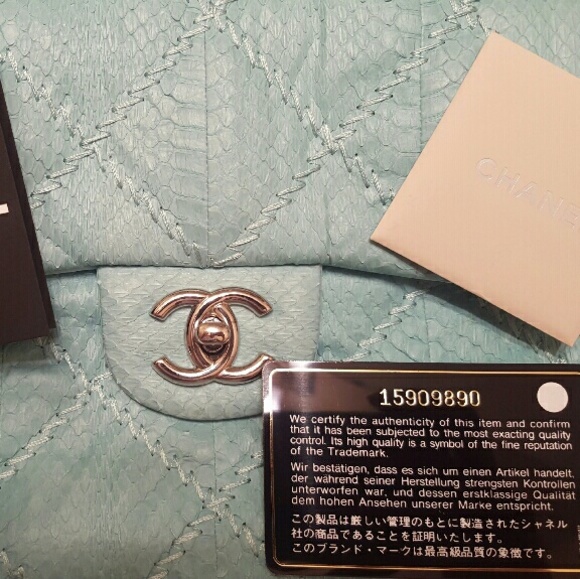 CHANE
15909890
We certify the authenticity of this item and confirm
that it has been subjected to the most exacting quality
control. Its high quality is a symbol of the fine reputation
of the Trademark.
Wir bestätigen, dass es sich um einen Artikel handelt,
der während seiner Herstellung strengsten Kontrollen
unterworfen war, und dessen erstklassige Qualität
dem hohen Ansehen unserer Marke entspricht.
この製品は厳しい管理のもとに製造されたシャネル
社の商品であることを証明いたします。
このブランド・マークは最高級品質の象徴です。